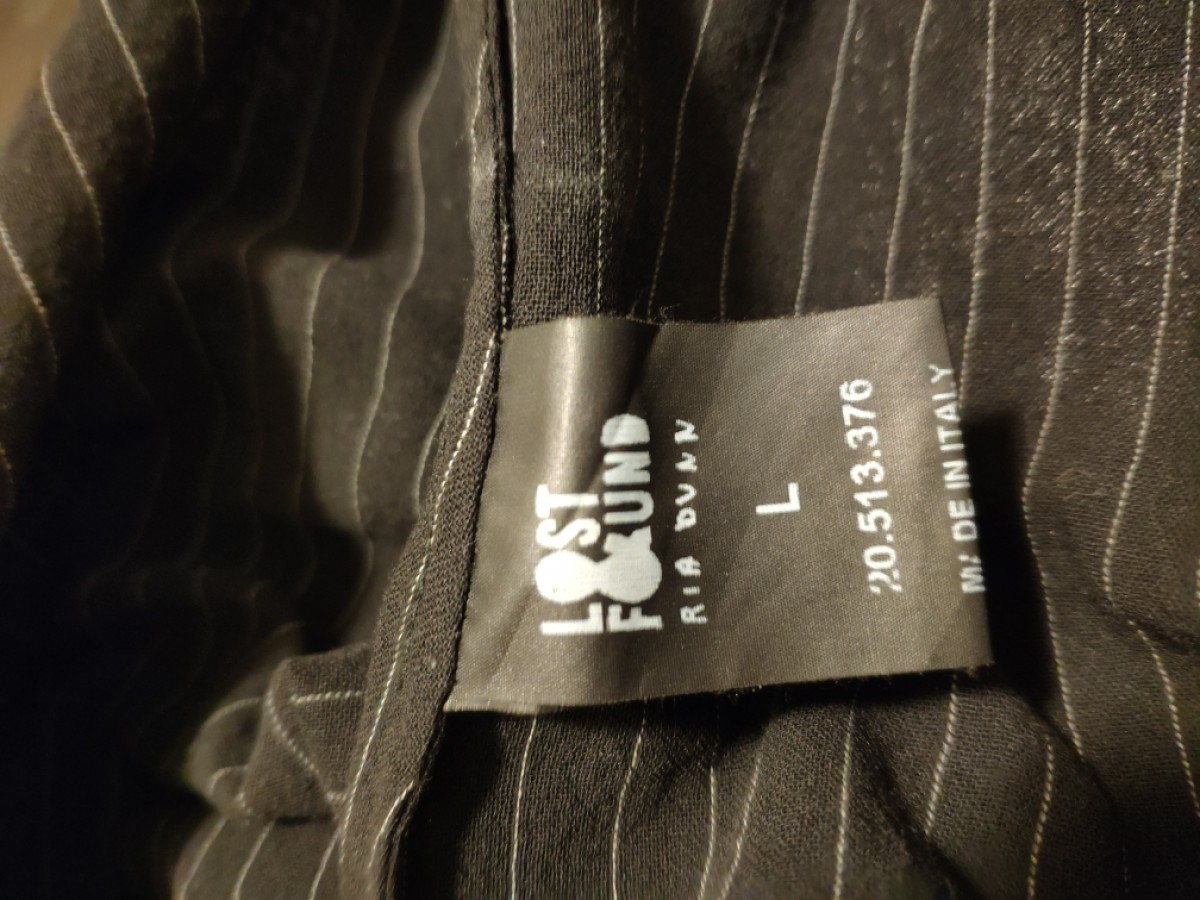 LOST
FOUND
RIA DUNN
L
20.513.376
MADE IN ITALY